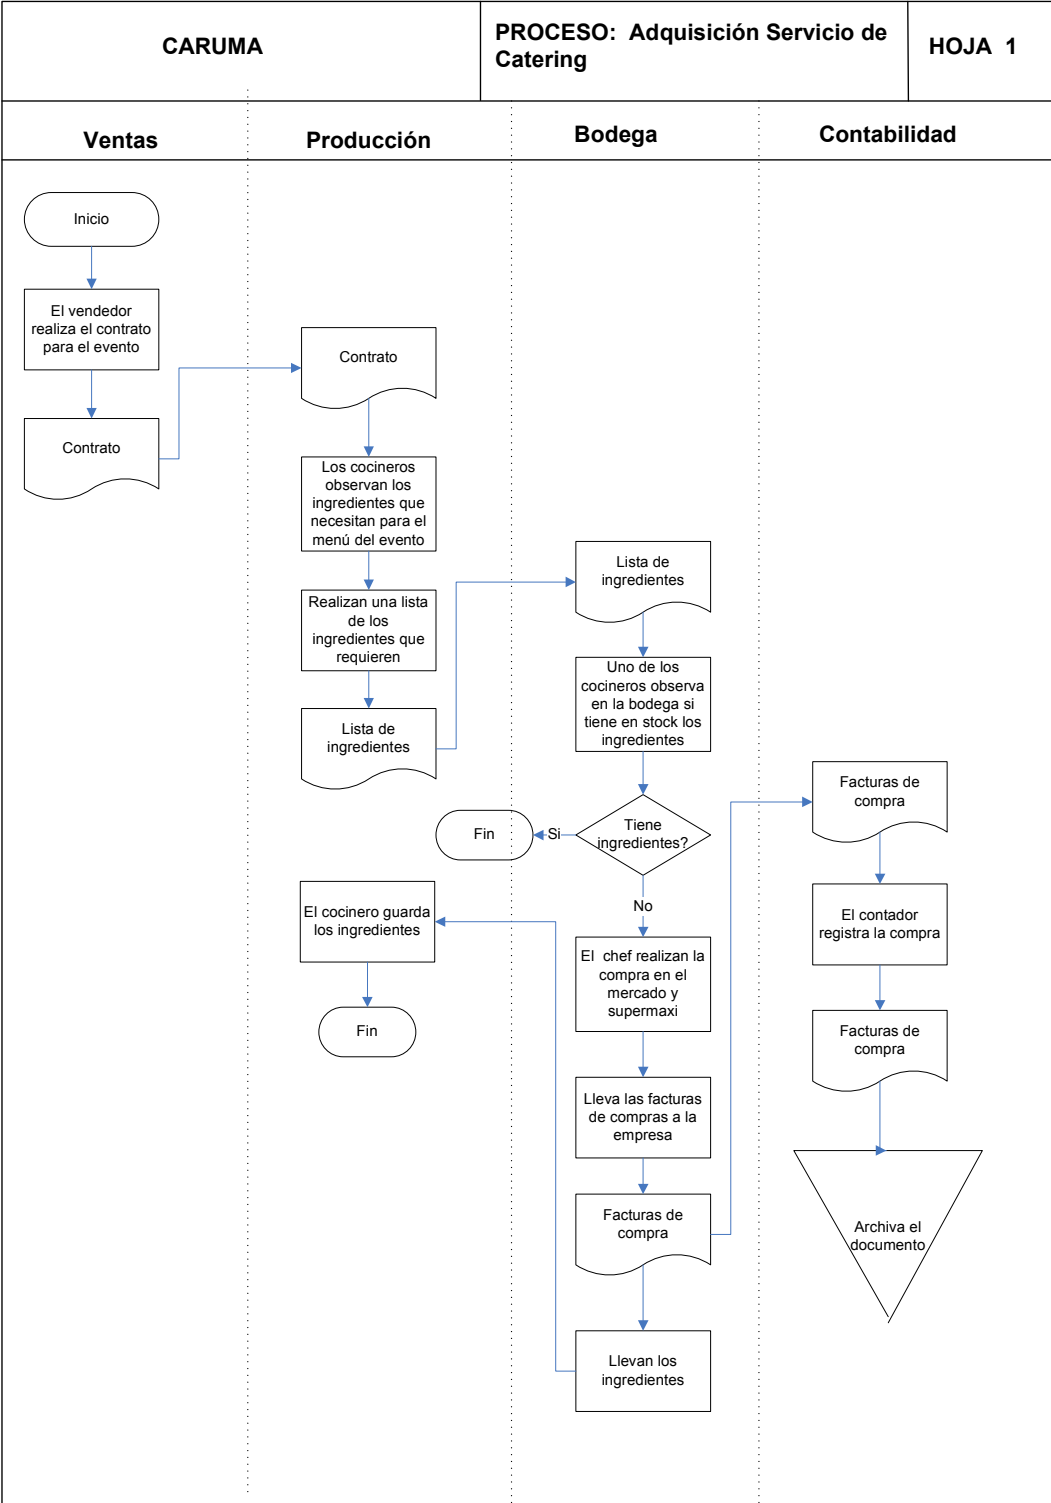 CARUMA
PROCESO: Adquisición Servicio de
Catering
HOJA 1
Ventas
Producción
Bodega
Contabilidad
Inicio
El vendedor
realiza el contrato
para el evento
Contrato
Contrato
Los cocineros
observan los
ingredientes que
necesitan para el
menú del evento
Realizan una lista
de los
ingredientes que
requieren
Lista de
ingredientes
Lista de
ingredientes
Uno de los
cocineros observa
en la bodega si
tiene en stock los
ingredientes
Tiene
ingredientes?
Si
Fin
No
El chef realizan la
compra en el
mercado y
supermaxi
Lleva las facturas
de compras a la
empresa
Facturas de
compra
Llevan los
ingredientes
El cocinero guarda
los ingredientes
Fin
Facturas de
compra
El contador
registra la compra
Facturas de
compra
Archiva el
documento